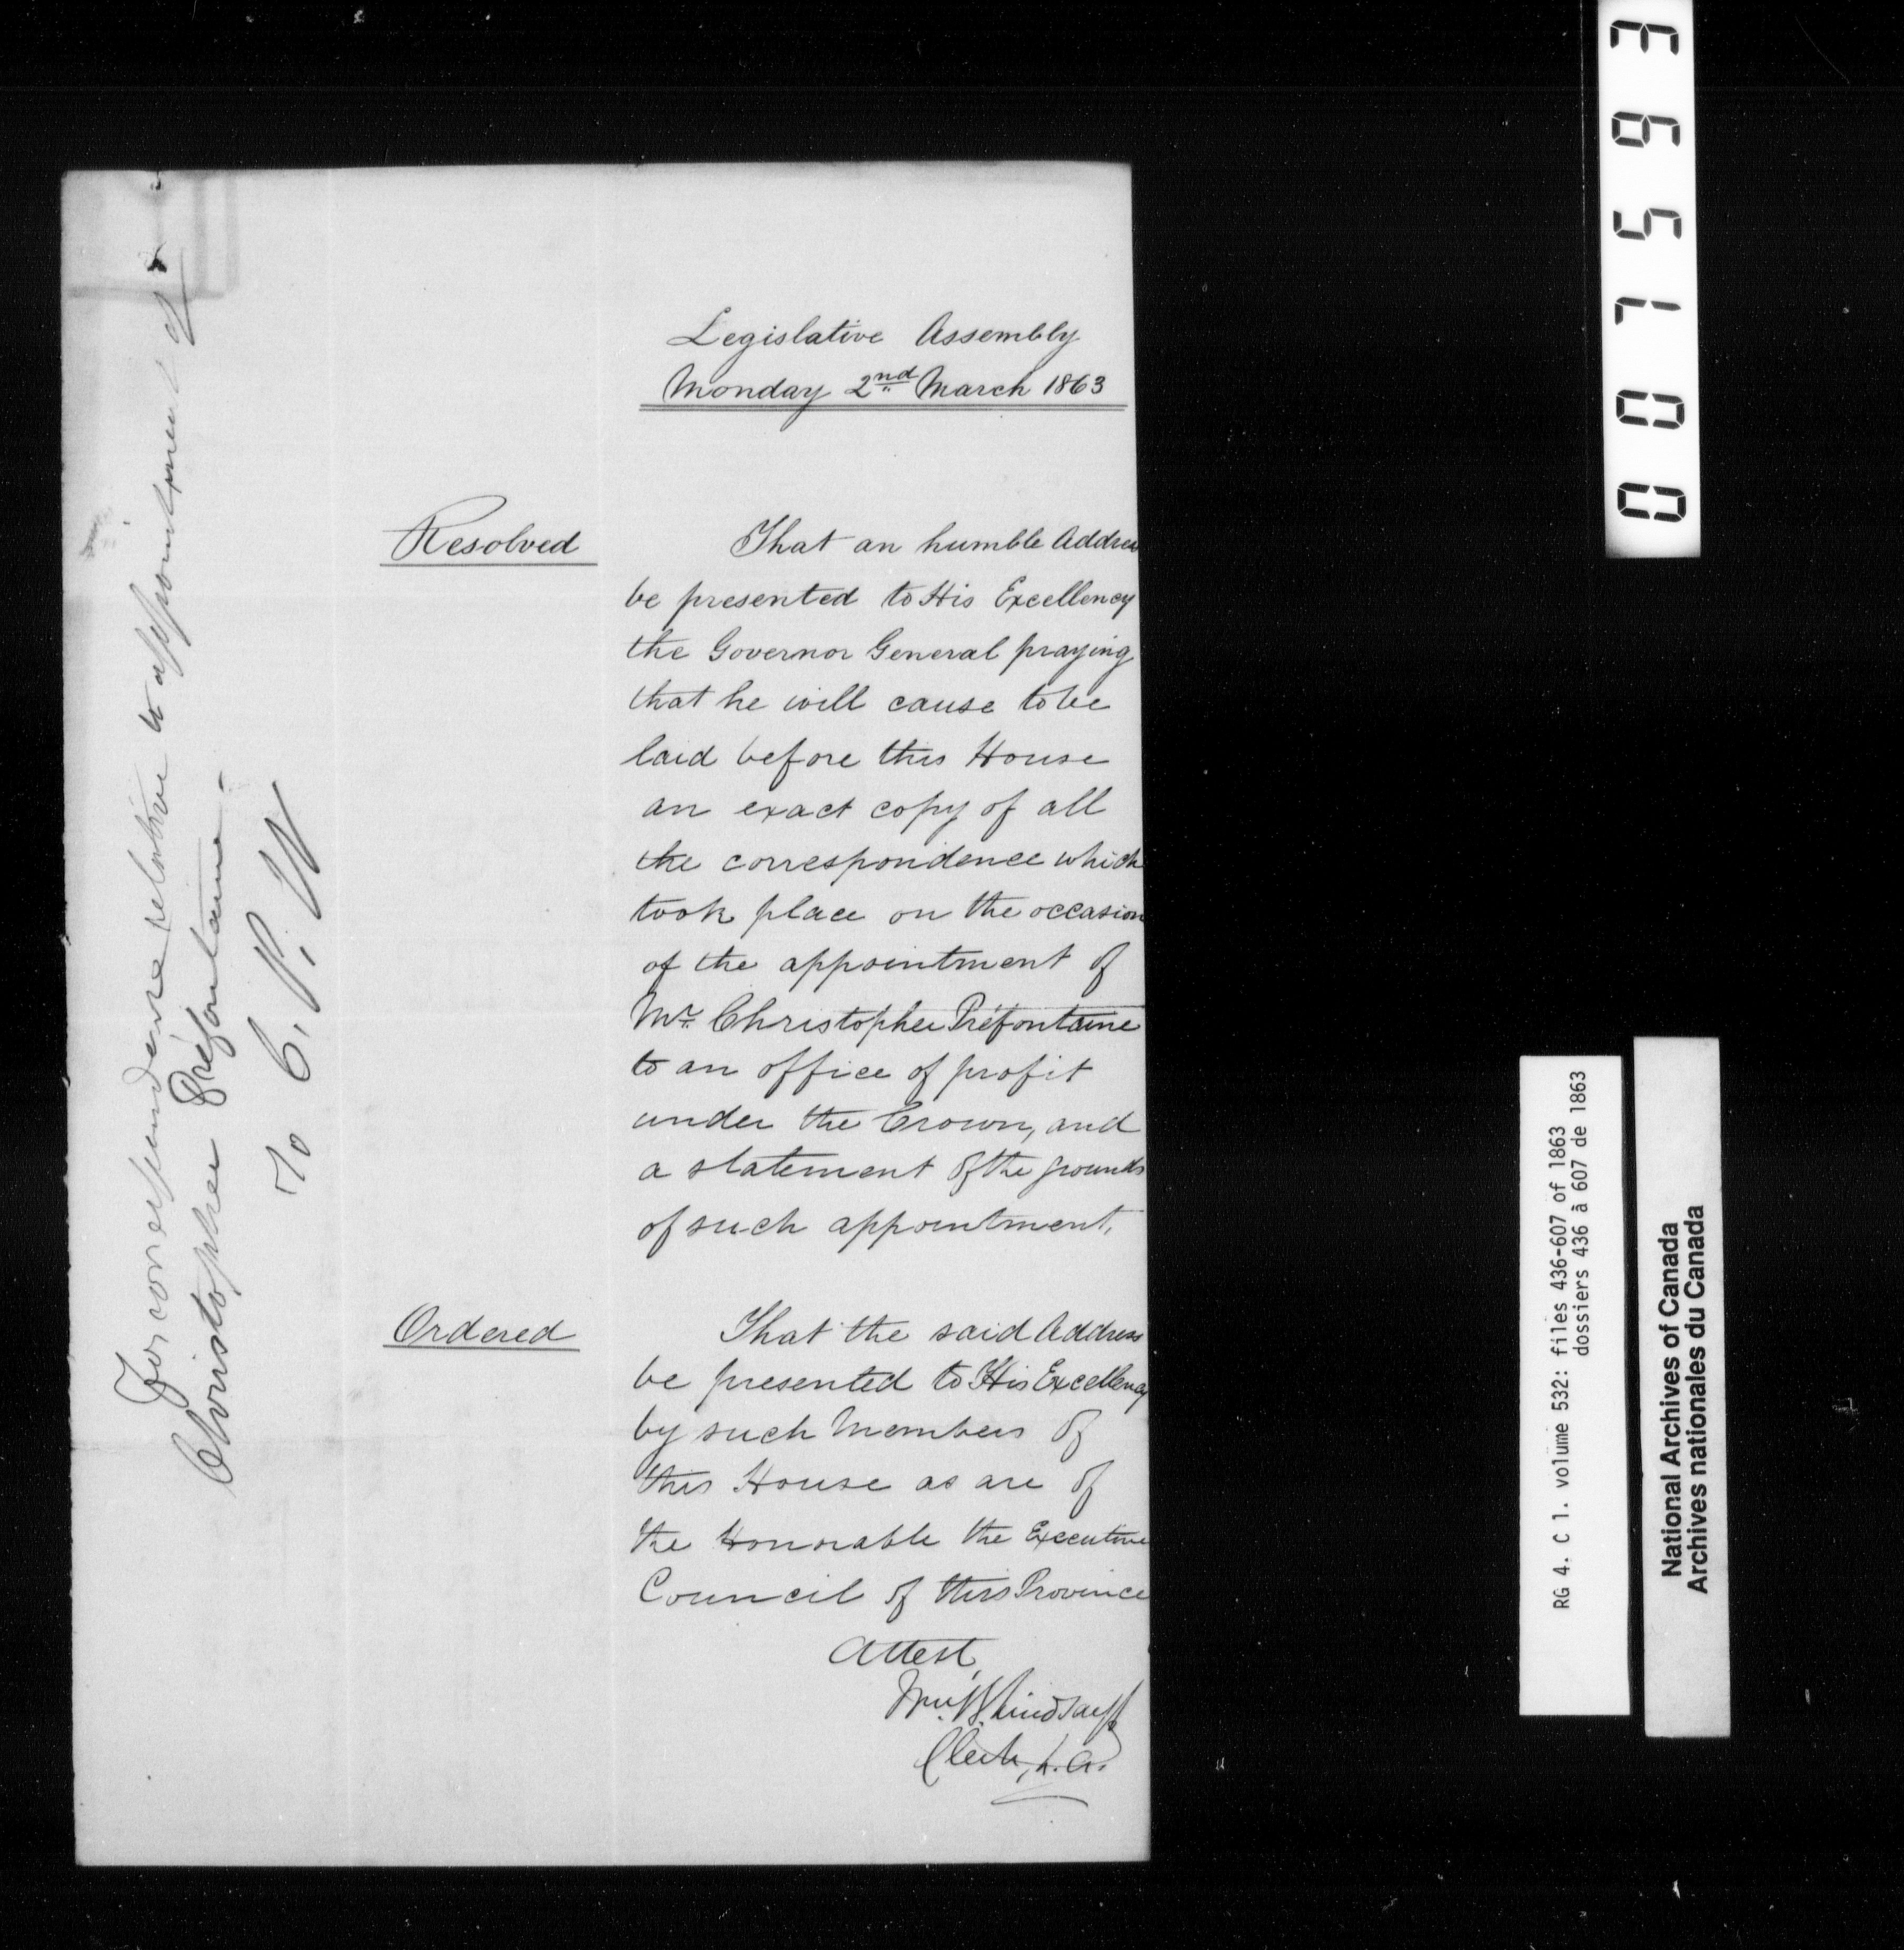 Legislative Assembly
Monday 2nd March 1863
Resolved
That an humble Address
be presented to His Excellency
the Governor General praying
that he will cause to be
laid before this House
an exact copy of all
the correspondence which
took place on the occasion
of the appointment of
Mr. Christopher Préfontaine
to an office of profit
under the Crown, and
a statement of the grounds
of such appointment.
Ordered
That the said Address
be presented to His Excellency
by such Members of
this House as are of
the Honorable the Executive
Council of this Province
Attest,
Wm. B. Lindsay
Clerk, L.A.
For correspondence relative to appointment of
Christopher Préfontaine -
To C. P. W
0071593
RG 4. C 1. volume 532: files 436-607 of 1863
dossiers 436 à 607 de 1863
National Archives of Canada
Archives nationales du Canada